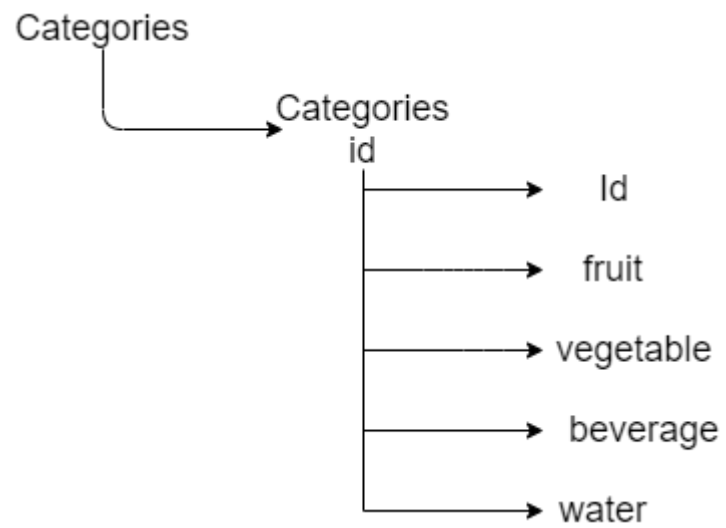 Categories
Categories
id
Id
fruit
vegetable
beverage
water